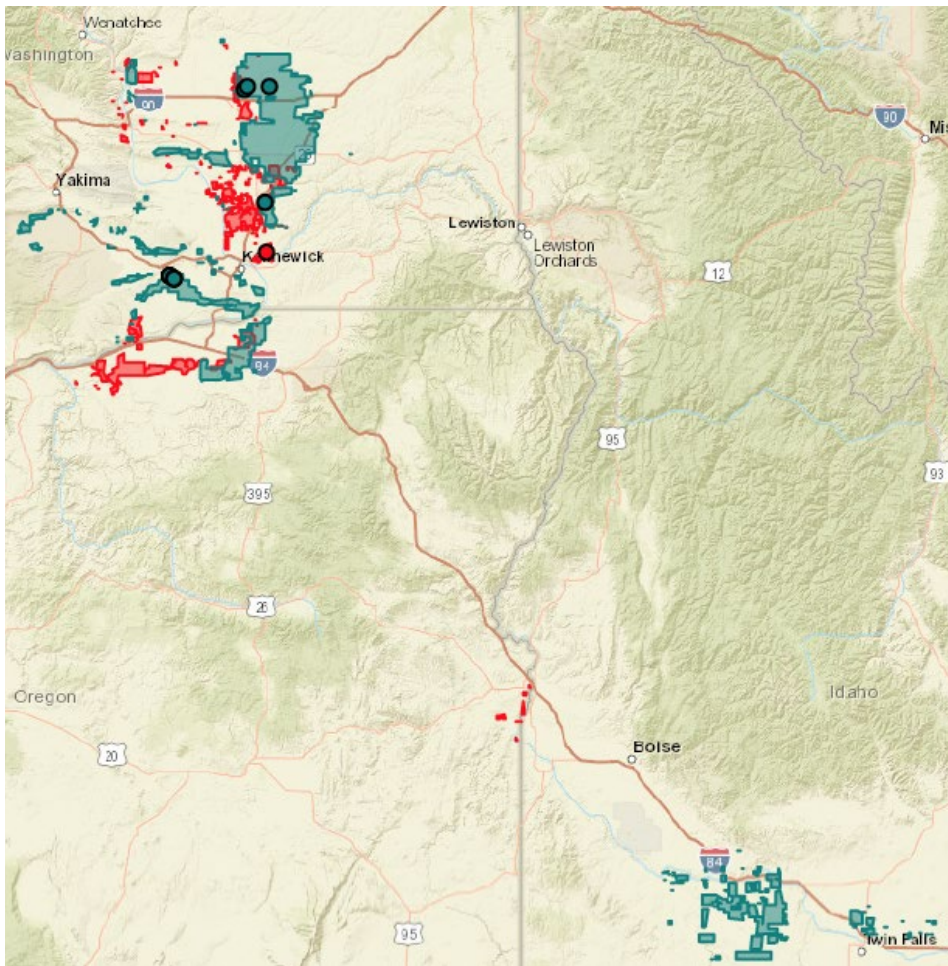 Wenatchee
Washington
90
90
Mis
Yakima
Lewiston
Lewiston
Orchards
12
84
95
93
395
26
Oregon
Idaho
20
Boise
84
95
Twin Falls